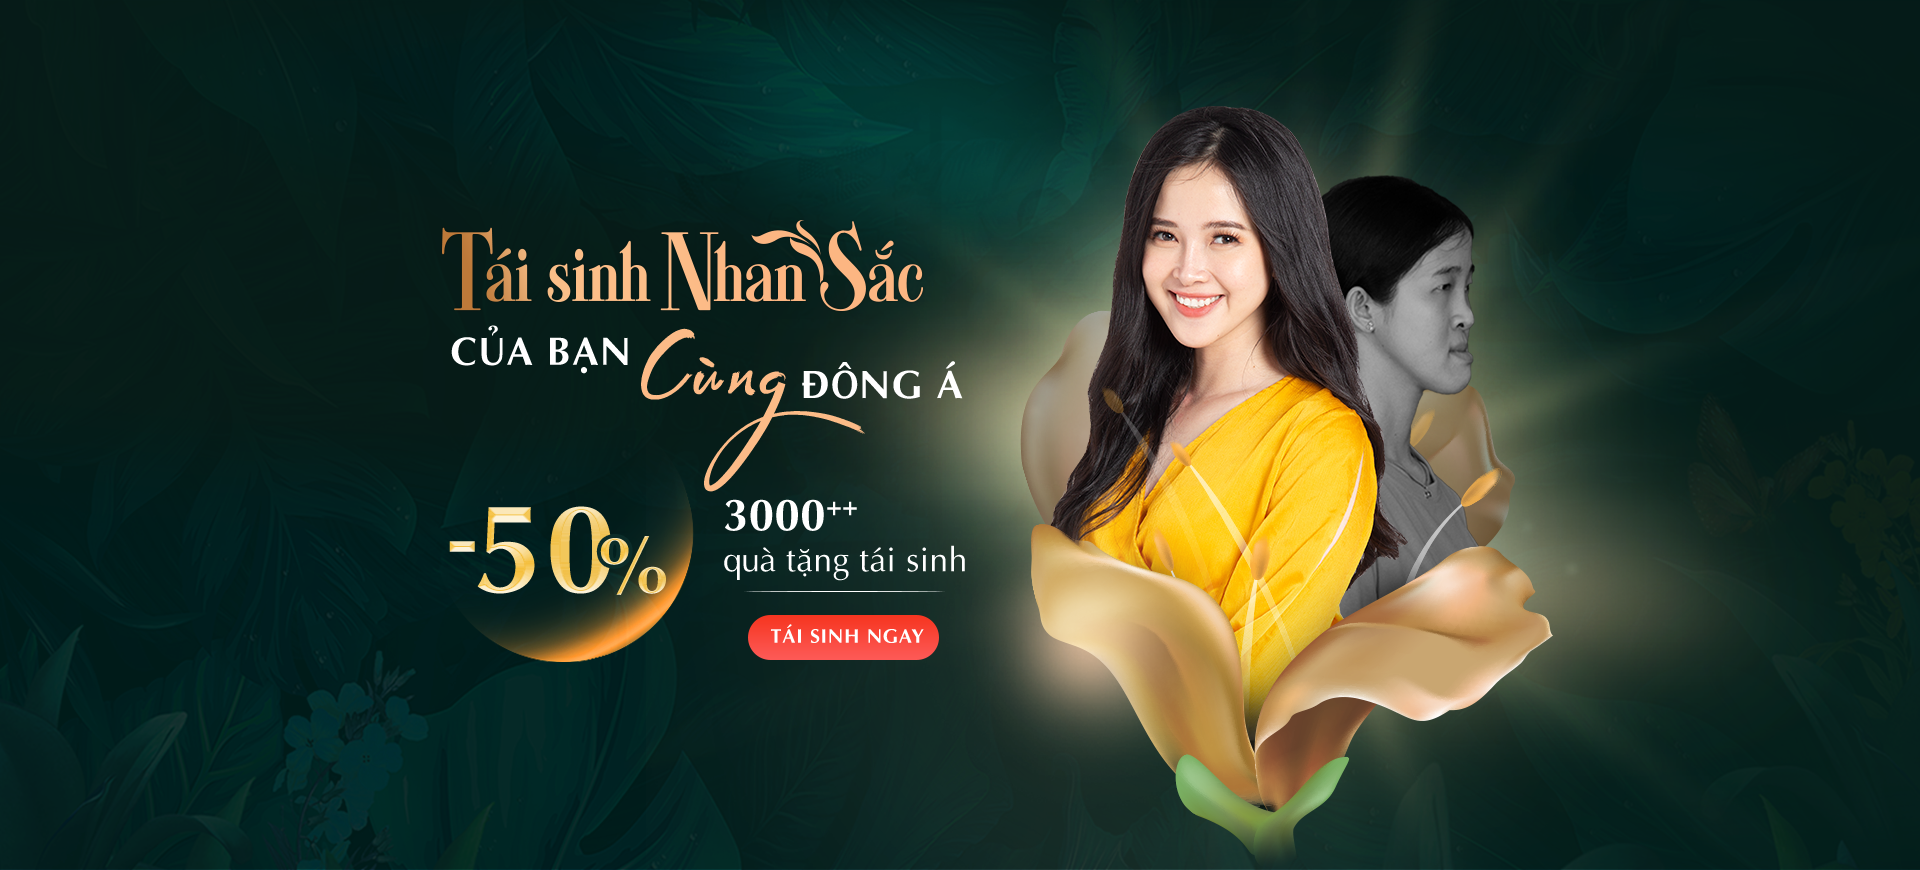 Tái sinh Nhan Sắc
CỦA BẠN Cùng ĐÔNG Á
-50%
3000++
quà tặng tái sinh
TÁI SINH NGAY